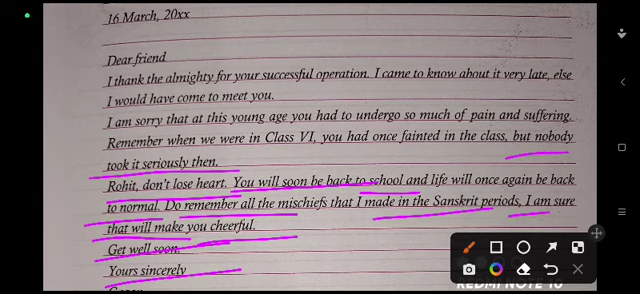 16 March, 20xx
Dear friend
I thank the almighty for your successful operation. I came to know about it very late, else
I would have come to meet you.
I am sorry that at this young age you had to undergo so much of pain and suffering.
Remember when we were in Class VI, you had once fainted in the class, but nobody
took it seriously then.
Rohit, don't lose heart. You will soon be back to school and life will once again be back
to normal. Do remember all the mischiefs that I made in the Sanskrit periods, I am sure
that will make you cheerful.
Get well soon.
Yours sincerely
REDMI NOTE 10